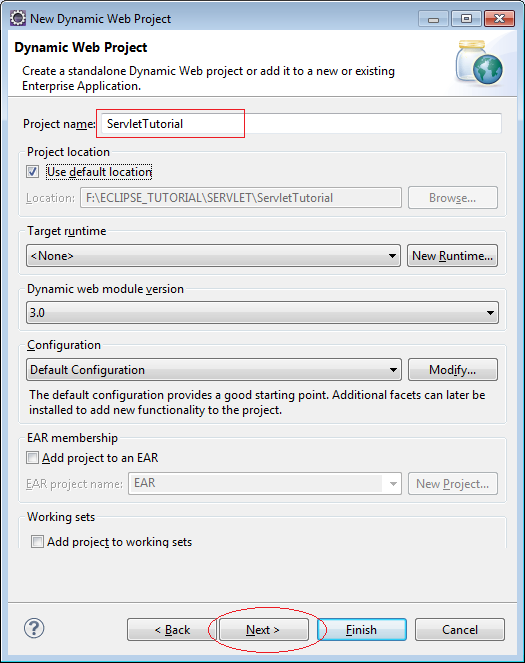 New Dynamic Web Project
Dynamic Web Project
Create a standalone Dynamic Web project or add it to a new or existing
Enterprise Application.
Project name: ServletTutorial
Project location
Use default location
Location: F:\ECLIPSE_TUTORIAL\SERVLET\ServletTutorial Browse...
Target runtime
<None> New Runtime...
Dynamic web module version
3.0
Configuration
Default Configuration Modify...
The default configuration provides a good starting point. Additional facets can later be
installed to add new functionality to the project.
EAR membership
Add project to an EAR
EAR project name: EAR New Project...
Working sets
Add project to working sets
? < Back Next > Finish Cancel